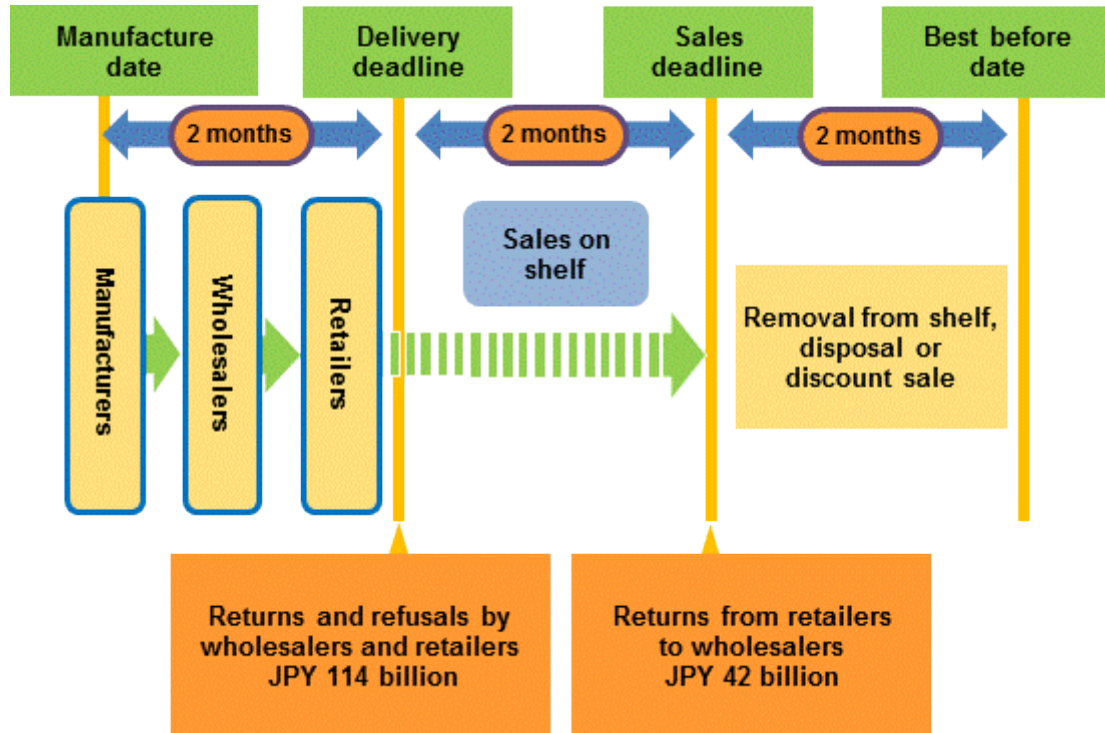 Manufacture
date
Delivery
deadline
Sales
deadline
Best before
date
2 months
2 months
2 months
Manufacturers
Wholesalers
Retailers
Sales on
shelf
Removal from shelf,
disposal or
discount sale
Returns and refusals by
wholesalers and retailers
JPY 114 billion
Returns from retailers
to wholesalers
JPY 42 billion